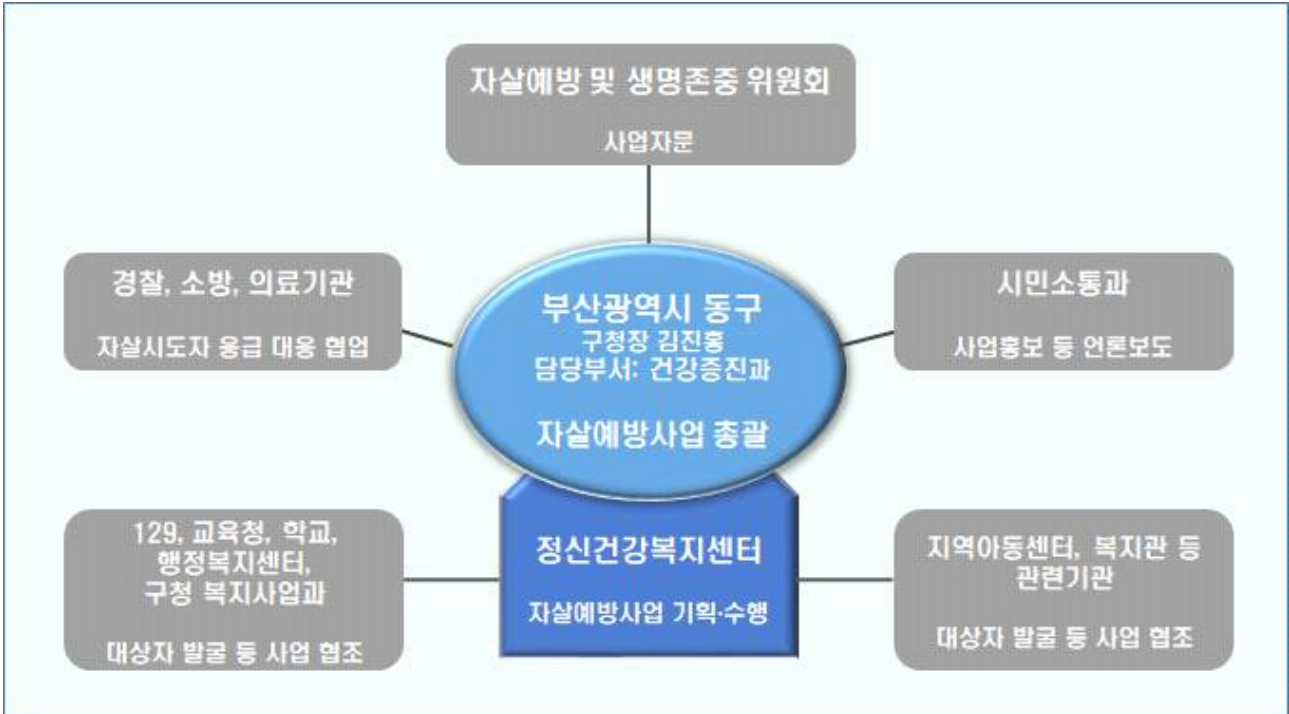 자살예방 및 생명존중 위원회
사업자문
경찰, 소방, 의료기관
자살시도자 응급 대응 협업
부산광역시 동구
구청장 김진홍
담당부서: 건강증진과
자살예방사업 총괄
시민소통과
사업홍보 등 언론보도
129, 교육청, 학교,
행정복지센터,
구청 복지사업과
대상자 발굴 등 사업 협조
정신건강복지센터
자살예방사업 기획·수행
지역아동센터, 복지관 등
관련기관
대상자 발굴 등 사업 협조